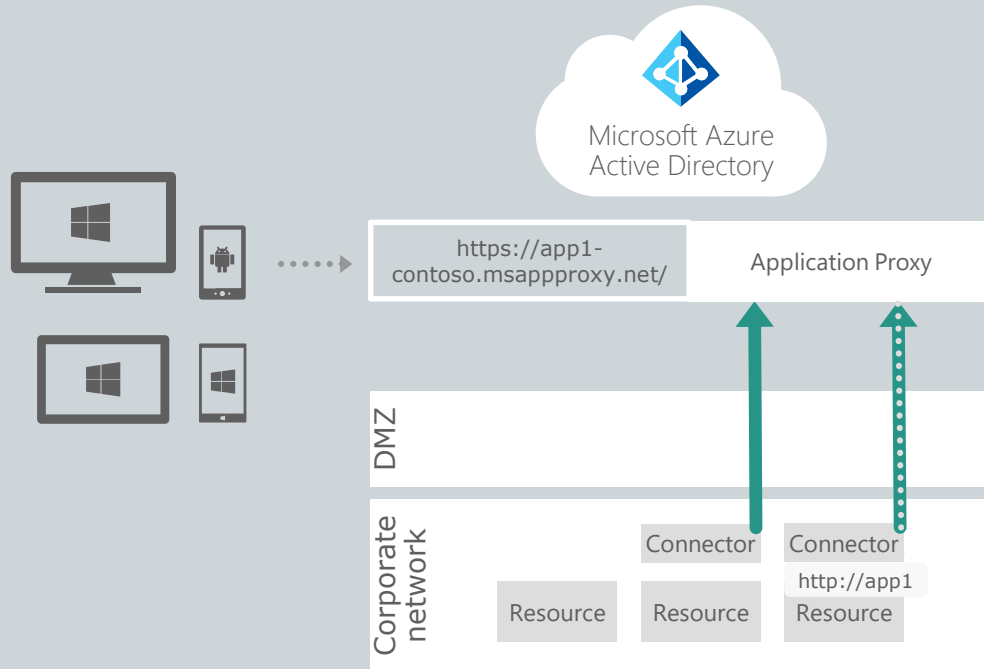 Microsoft Azure
Active Directory
https://app1-
contoso.msappproxy.net/
Application Proxy
DMZ
Corporate
network
Connector
Connector
http://app1
Resource
Resource
Resource